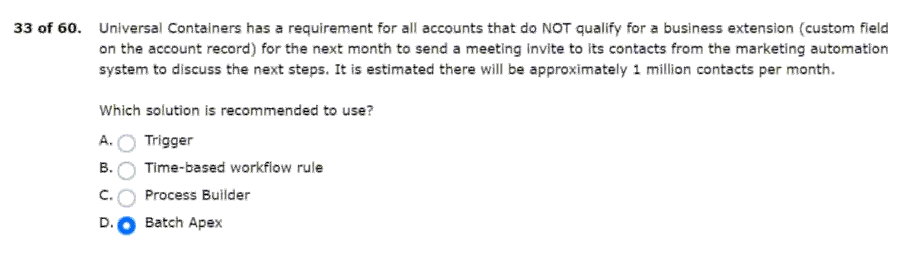 33 of 60. Universal Containers has a requirement for all accounts that do NOT qualify for a business extension (custom field
on the account record) for the next month to send a meeting invite to its contacts from the marketing automation
system to discuss the next steps. It is estimated there will be approximately 1 million contacts per month.
Which solution is recommended to use?
A. Trigger
B. Time-based workflow rule
C. Process Builder
D. Batch Apex